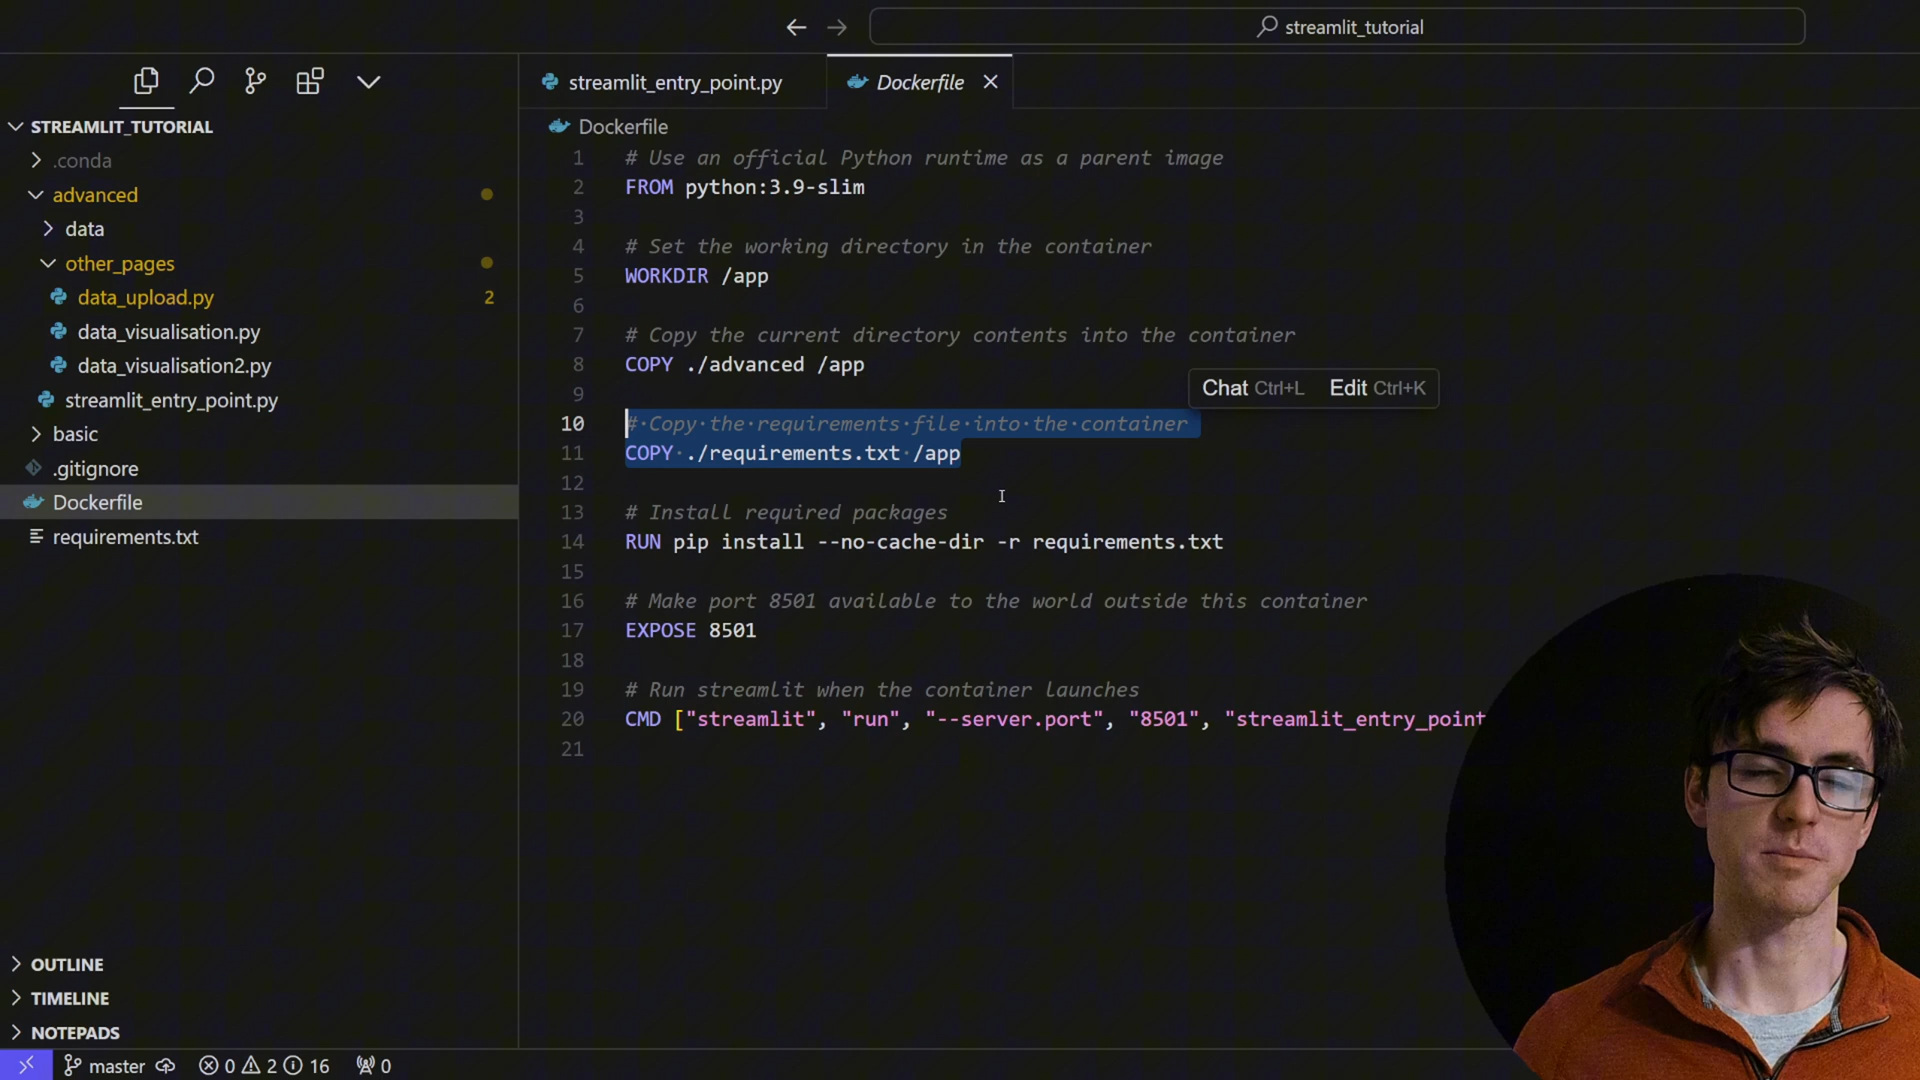 streamlit_tutorial
streamlit_entry_point.py
Dockerfile
STREAMLIT_TUTORIAL
.conda
advanced
data
other_pages
data_upload.py 2
data_visualisation.py
data_visualisation2.py
streamlit_entry_point.py
basic
.gitignore
Dockerfile
requirements.txt
OUTLINE
TIMELINE
NOTEPADS
Dockerfile
1 # Use an official Python runtime as a parent image
2 FROM python:3.9-slim
3
4 # Set the working directory in the container
5 WORKDIR /app
6
7 # Copy the current directory contents into the container
8 COPY ./advanced /app
9
Chat Ctrl+L Edit Ctrl+K
10 #·Copy·the·requirements·file·into·the·container
11 COPY·./requirements.txt·/app
12
13 # Install required packages
14 RUN pip install --no-cache-dir -r requirements.txt
15
16 # Make port 8501 available to the world outside this container
17 EXPOSE 8501
18
19 # Run streamlit when the container launches
20 CMD ["streamlit", "run", "--server.port", "8501", "streamlit_entry_point
21
master 0 2 16 0